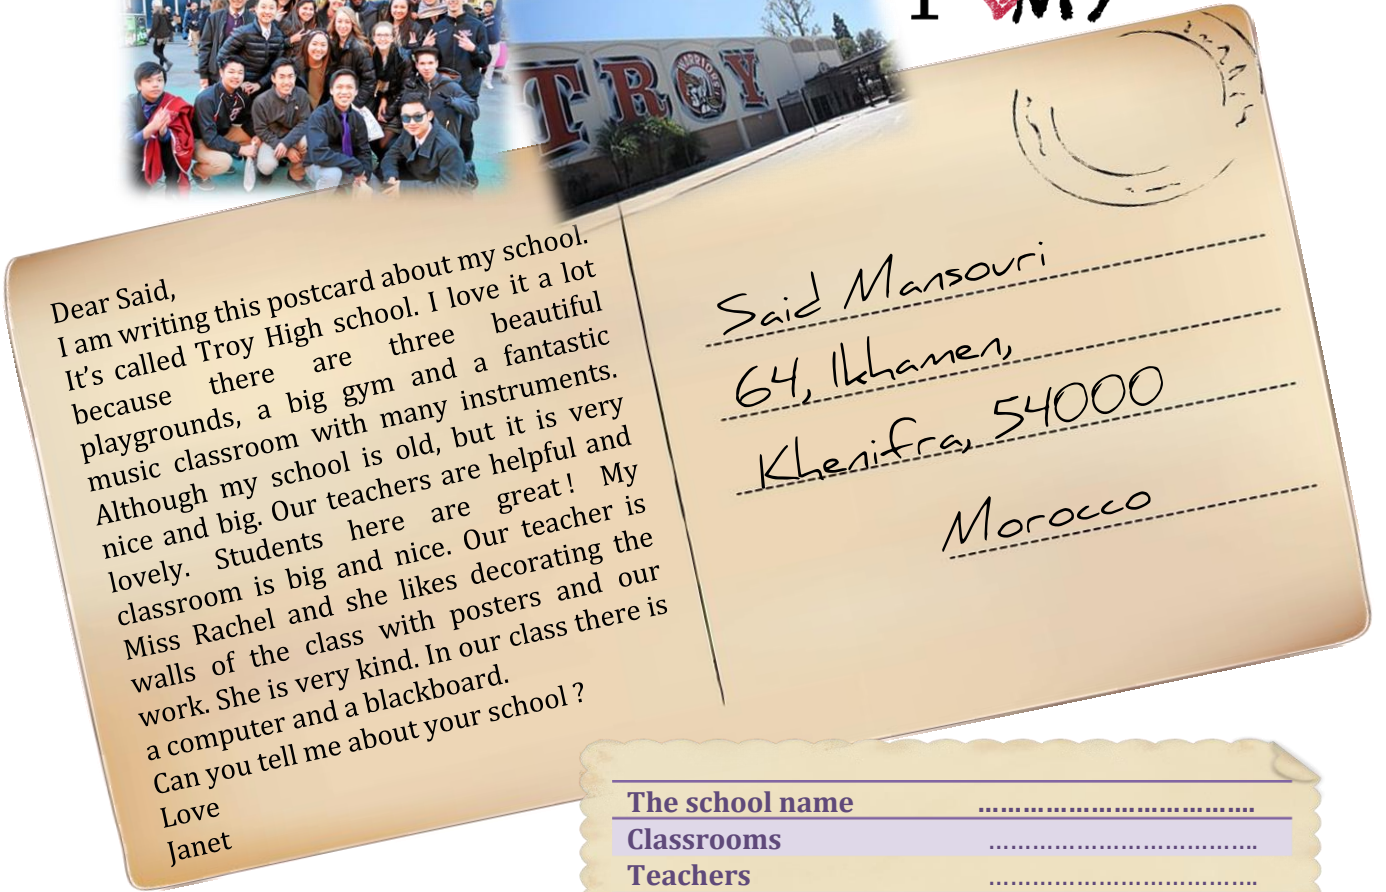 I MY
TROY
WARRIORS
Dear Said,
I am writing this postcard about my school.
It's called Troy High school. I love it a lot
because there are three beautiful
playgrounds, a big gym and a fantastic
music classroom with many instruments.
Although my school is old, but it is very
nice and big. Our teachers are helpful and
lovely. Students here are great! My
classroom is big and nice. Our teacher is
Miss Rachel and she likes decorating the
walls of the class with posters and our
work. She is very kind. In our class there is
a computer and a blackboard.
Can you tell me about your school ?
Love
Janet
Said Mansouri
64, Ikhamen,
Khenifra, 54000
Morocco
The school name ....................................
Classrooms ....................................
Teachers ....................................